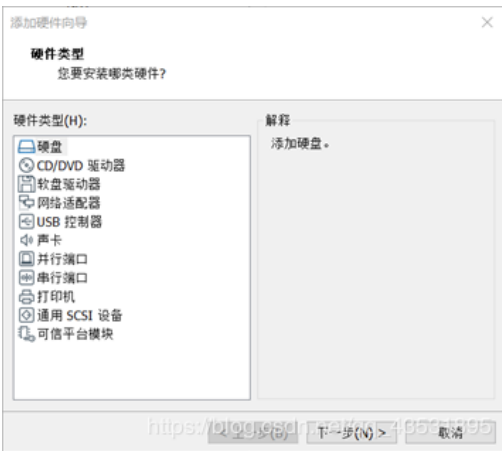 添加硬件向导
硬件类型
您要安装哪类硬件?
硬件类型(H):
硬盘
CD/DVD 驱动器
软盘驱动器
网络适配器
USB 控制器
声卡
并行端口
串行端口
打印机
通用 SCSI 设备
可信平台模块
解释
添加硬盘。
< 上一步(B)
下一步(N) >
取消